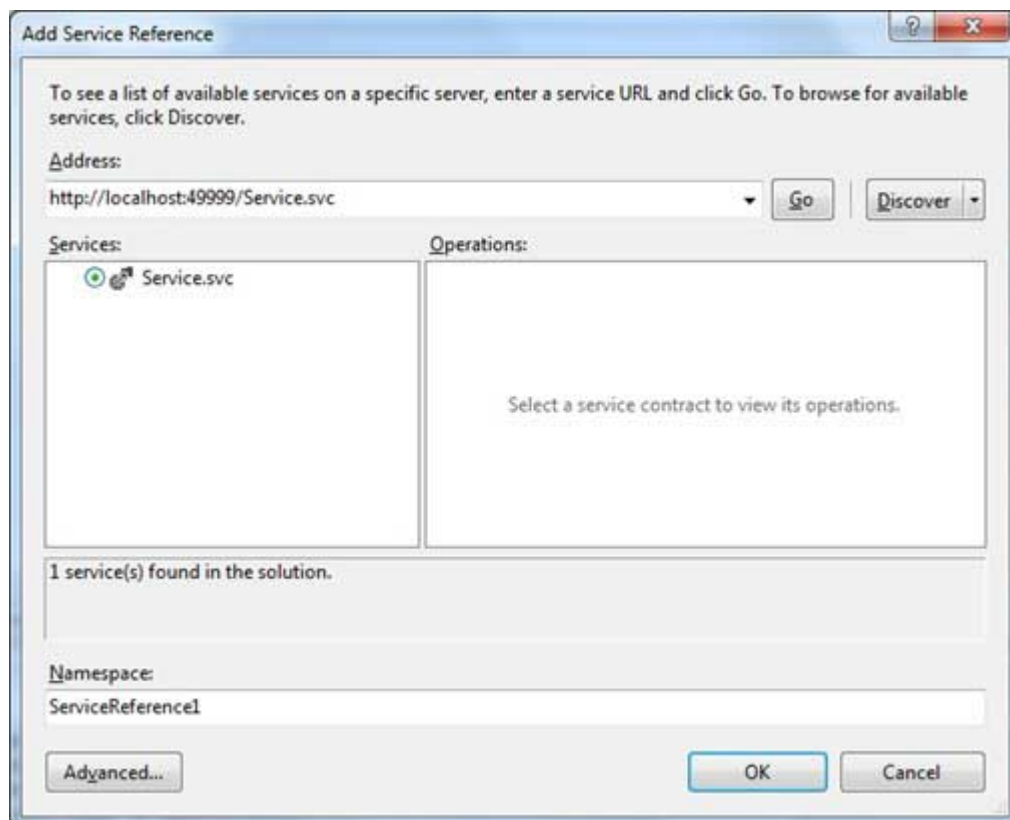 Add Service Reference
To see a list of available services on a specific server, enter a service URL and click Go. To browse for available
services, click Discover.
Address:
http://localhost:49999/Service.svc
Go
Discover
Services:
Operations:
Service.svc
Select a service contract to view its operations.
1 service(s) found in the solution.
Namespace:
ServiceReference1
Advanced...
OK
Cancel